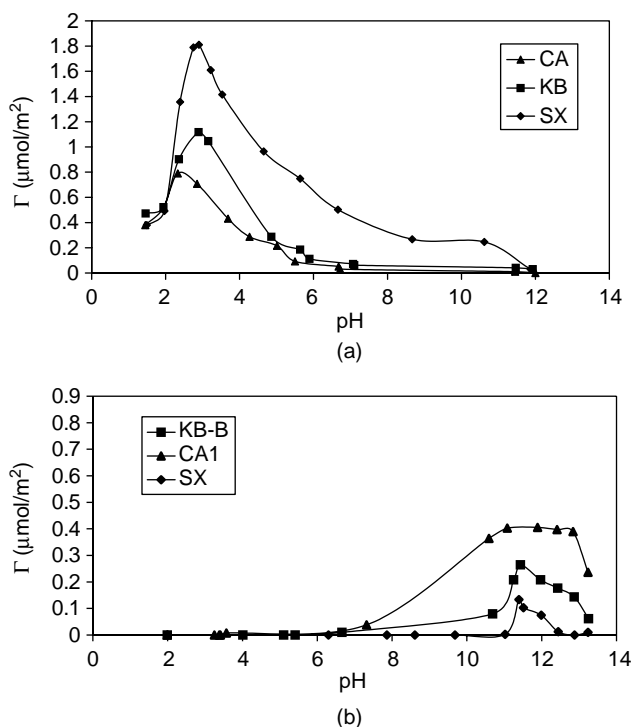 2
1.8
1.6
1.4
1.2
1
0.8
0.6
0.4
0.2
0
Γ (μmol/m²)
CA
KB
SX
0 2 4 6 8 10 12 14
pH
(a)
0.9
0.8
0.7
0.6
0.5
0.4
0.3
0.2
0.1
0
Γ (μmol/m²)
KB-B
CA1
SX
0 2 4 6 8 10 12 14
pH
(b)